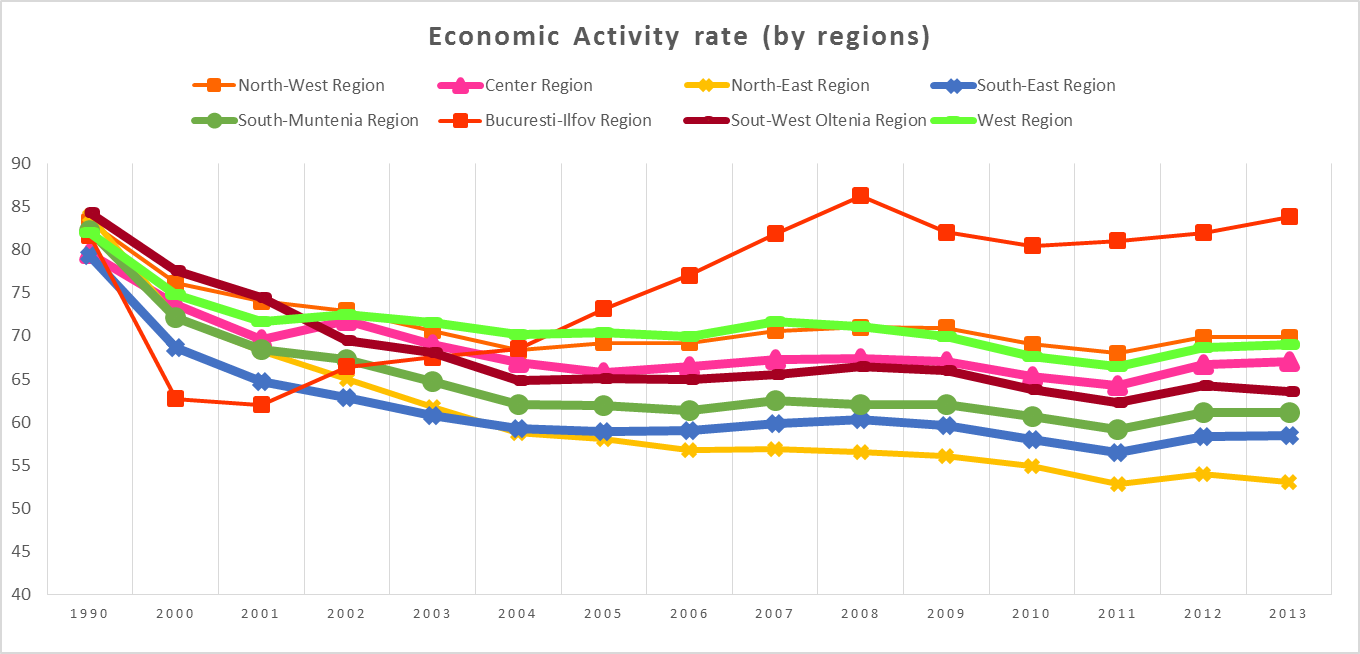 Economic Activity rate (by regions)
North-West Region Center Region North-East Region South-East Region
South-Muntenia Region Bucuresti-Ilfov Region Sout-West Oltenia Region West Region
90
85
80
75
70
65
60
55
50
45
40
1990 2000 2001 2002 2003 2004 2005 2006 2007 2008 2009 2010 2011 2012 2013